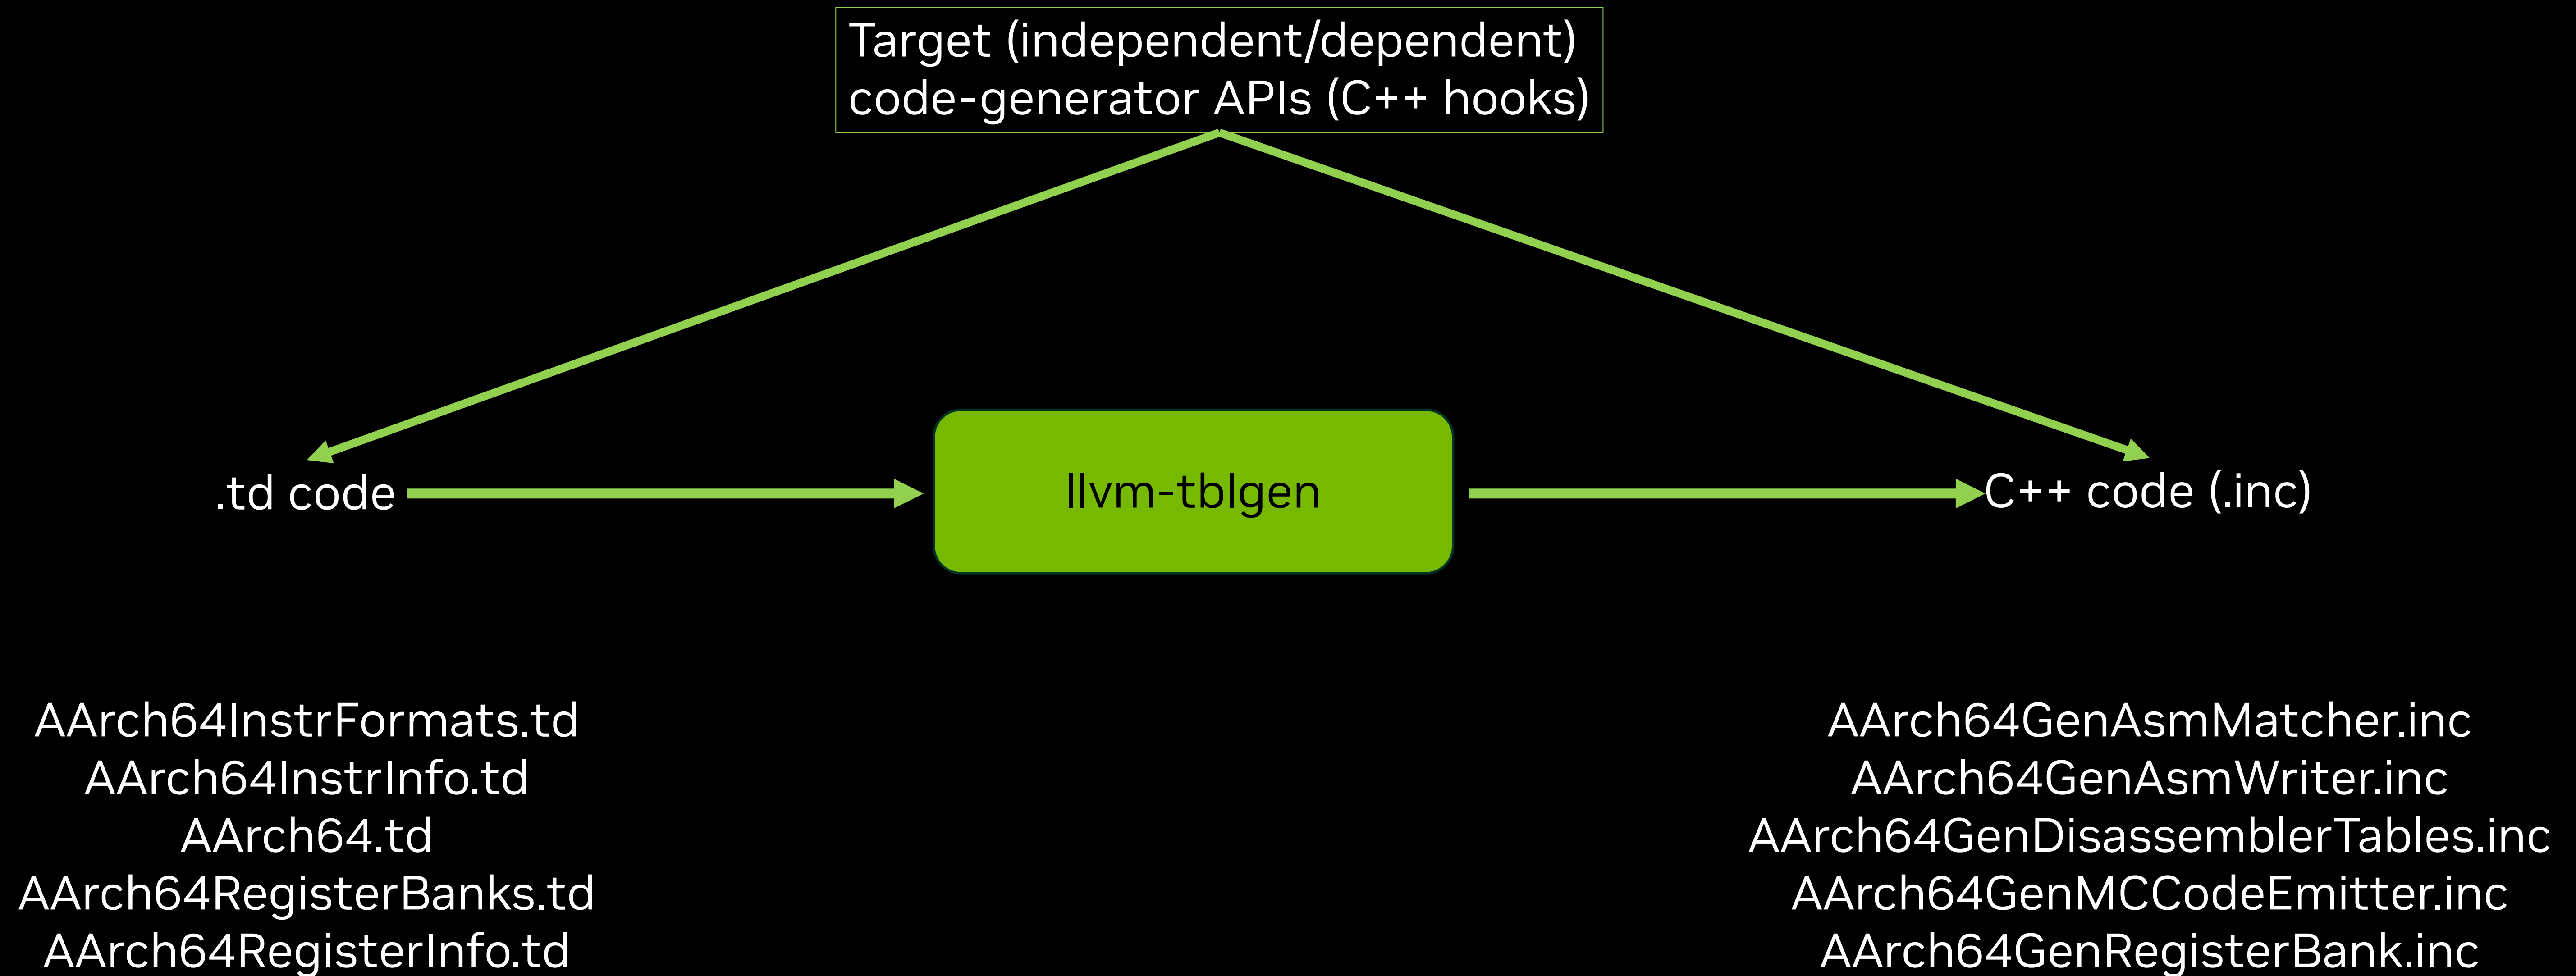 Target (independent/dependent)
code-generator APIs (C++ hooks)
.td code
llvm-tblgen
C++ code (.inc)
AArch64InstrFormats.td
AArch64InstrInfo.td
AArch64.td
AArch64RegisterBanks.td
AArch64RegisterInfo.td
AArch64GenAsmMatcher.inc
AArch64GenAsmWriter.inc
AArch64GenDisassemblerTables.inc
AArch64GenMCCodeEmitter.inc
AArch64GenRegisterBank.inc